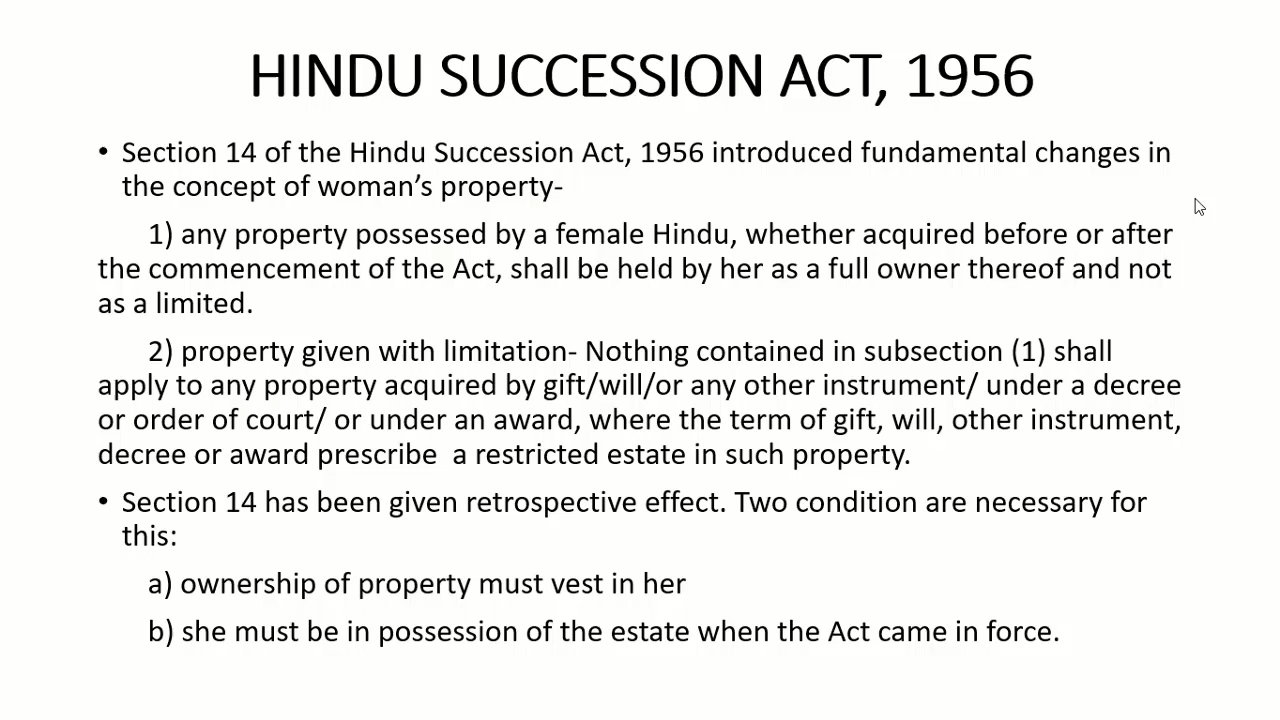 HINDU SUCCESSION ACT, 1956
• Section 14 of the Hindu Succession Act, 1956 introduced fundamental changes in
the concept of woman’s property-
1) any property possessed by a female Hindu, whether acquired before or after
the commencement of the Act, shall be held by her as a full owner thereof and not
as a limited.
2) property given with limitation- Nothing contained in subsection (1) shall
apply to any property acquired by gift/will/or any other instrument/ under a decree
or order of court/ or under an award, where the term of gift, will, other instrument,
decree or award prescribe  a restricted estate in such property.
• Section 14 has been given retrospective effect. Two condition are necessary for
this:
a) ownership of property must vest in her
b) she must be in possession of the estate when the Act came in force.